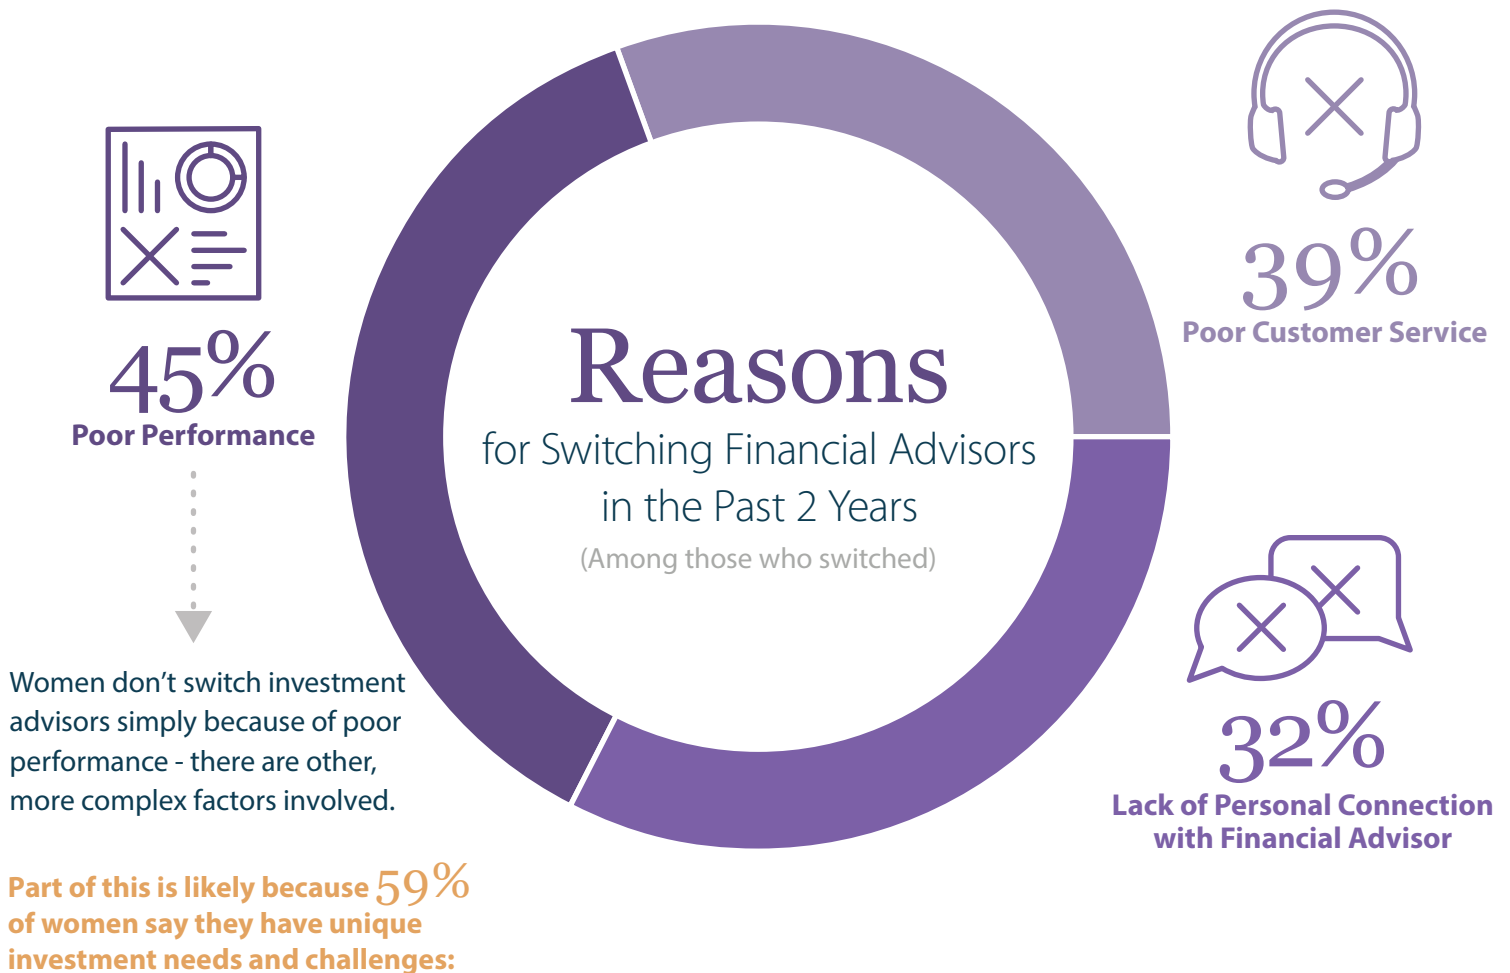 39%
Poor Customer Service
45%
Poor Performance
Reasons
for Switching Financial Advisors
in the Past 2 Years
(Among those who switched)
32%
Lack of Personal Connection
with Financial Advisor
Women don’t switch investment
advisors simply because of poor
performance - there are other,
more complex factors involved.
Part of this is likely because 59%
of women say they have unique
investment needs and challenges: